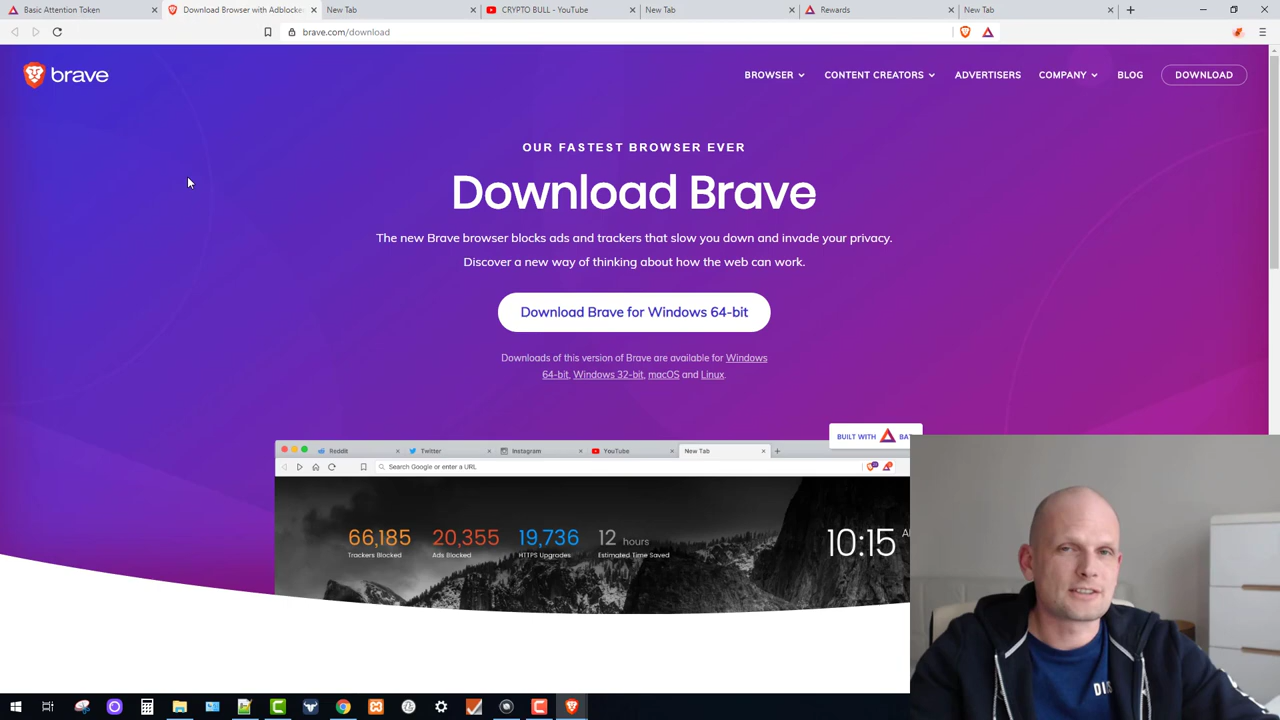 Basic Attention Token
Download Browser with Adblocker
New Tab
CRYPTO BULL - YouTube
New Tab
Rewards
New Tab
brave.com/download
brave
BROWSER
CONTENT CREATORS
ADVERTISERS
COMPANY
BLOG
DOWNLOAD
OUR FASTEST BROWSER EVER
Download Brave
The new Brave browser blocks ads and trackers that slow you down and invade your privacy.
Discover a new way of thinking about how the web can work.
Download Brave for Windows 64-bit
Downloads of this version of Brave are available for Windows
64-bit, Windows 32-bit, macOS and Linux.
BUILT WITH BAT
Reddit
Twitter
Instagram
YouTube
New Tab
Search Google or enter a URL
66,185
20,355
19,736
12 hours
10:15
Trackers Blocked
Ads Blocked
HTTPS Upgrades
Estimated Time Saved